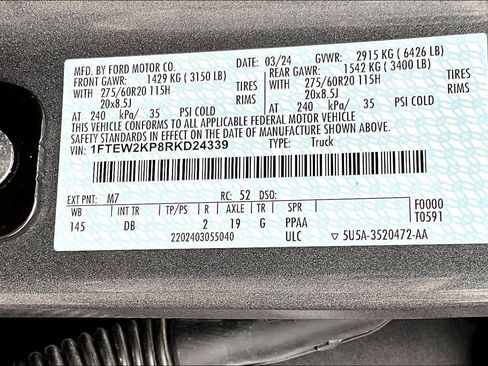 MFD. BY FORD MOTOR CO. 03/24 GVWR: 2915 KG ( 6426 LB)
FRONT GAWR: 1429 KG ( 3150 LB) REAR GAWR: 1542 KG ( 3400 LB)
WITH 275/60R20 115H TIRES WITH 275/60R20 115H TIRES
20x8.5J RIMS 20x8.5J RIMS
AT 240 kPa/ 35 PSI COLD AT 240 kPa/ 35 PSI COLD
THIS VEHICLE CONFORMS TO ALL APPLICABLE FEDERAL MOTOR VEHICLE
SAFETY STANDARDS IN EFFECT ON THE DATE OF MANUFACTURE SHOWN ABOVE.
VIN: 1FTEW2KP8RKD24339 TYPE: Truck
EXT PNT: M7 RC: 52 DSO:
WB INT TR TP/PS R AXLE TR F0000
145 DB 2 19 G PPAA T0591
2202403055040 ULC ▽ 5U5A-3520472-AA